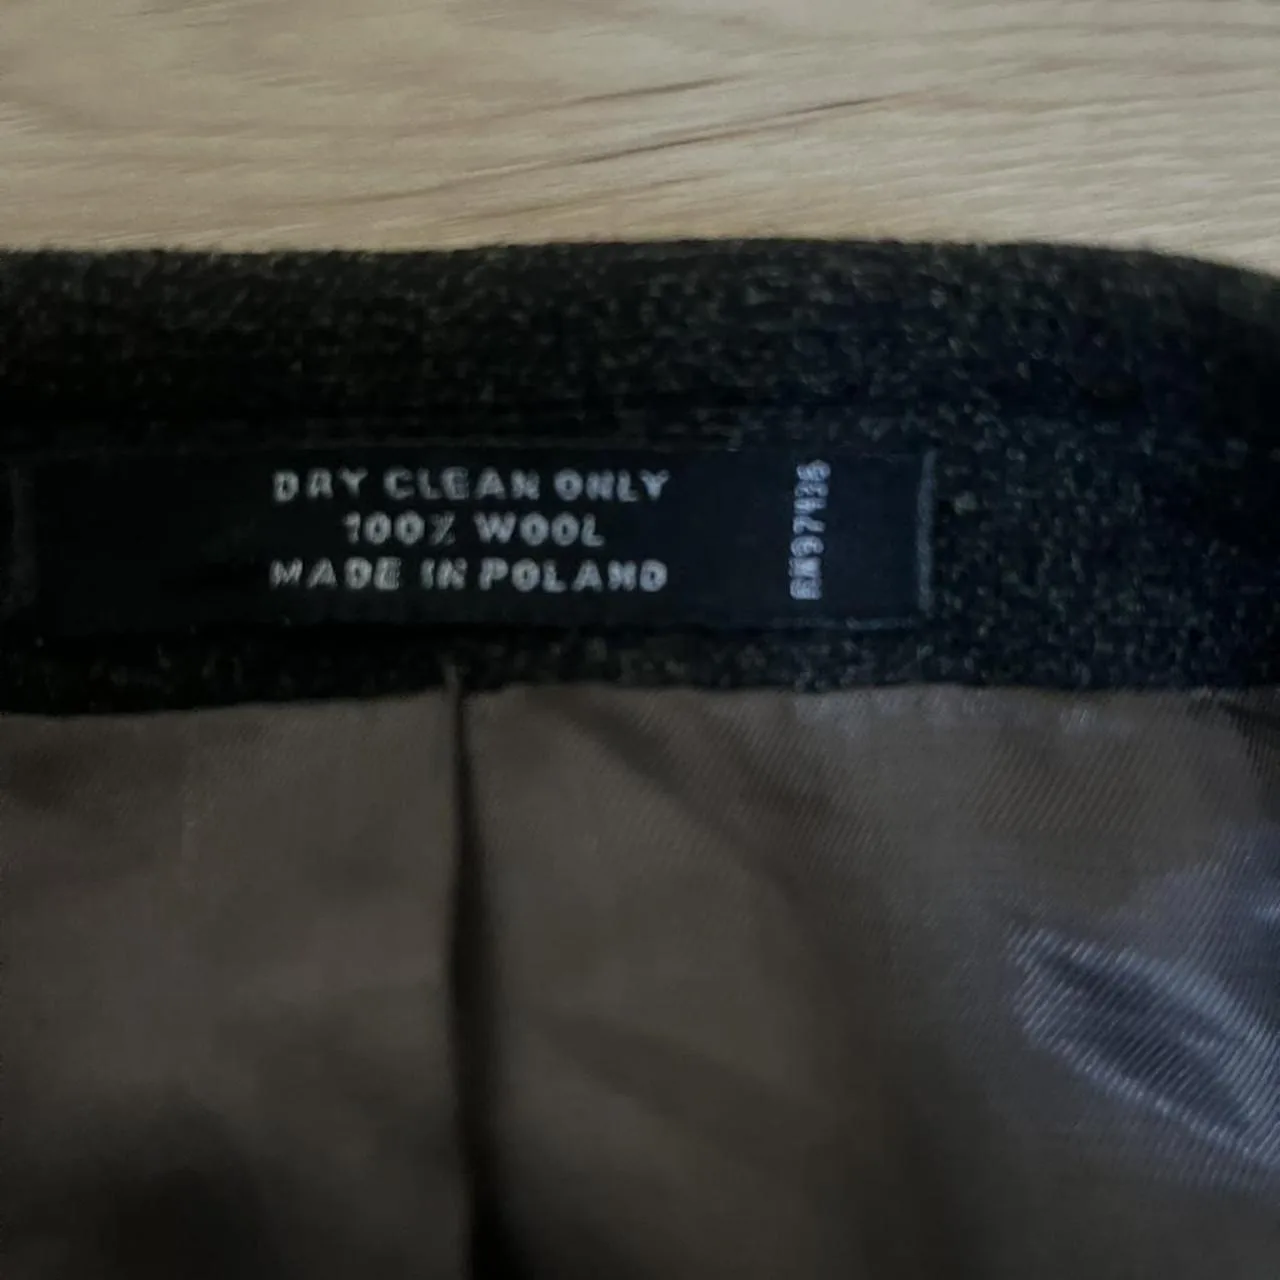 DRY CLEAN ONLY
100% WOOL
MADE IN POLAND